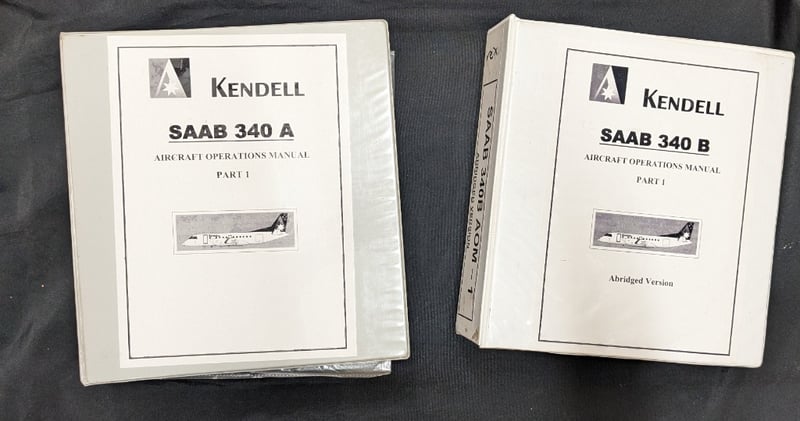 KENDELL
SAAB 340 A
AIRCRAFT OPERATIONS MANUAL
PART 1
SAAB 340B AOM - 1
KENDELL
SAAB 340 B
AIRCRAFT OPERATIONS MANUAL
PART 1
Abridged Version